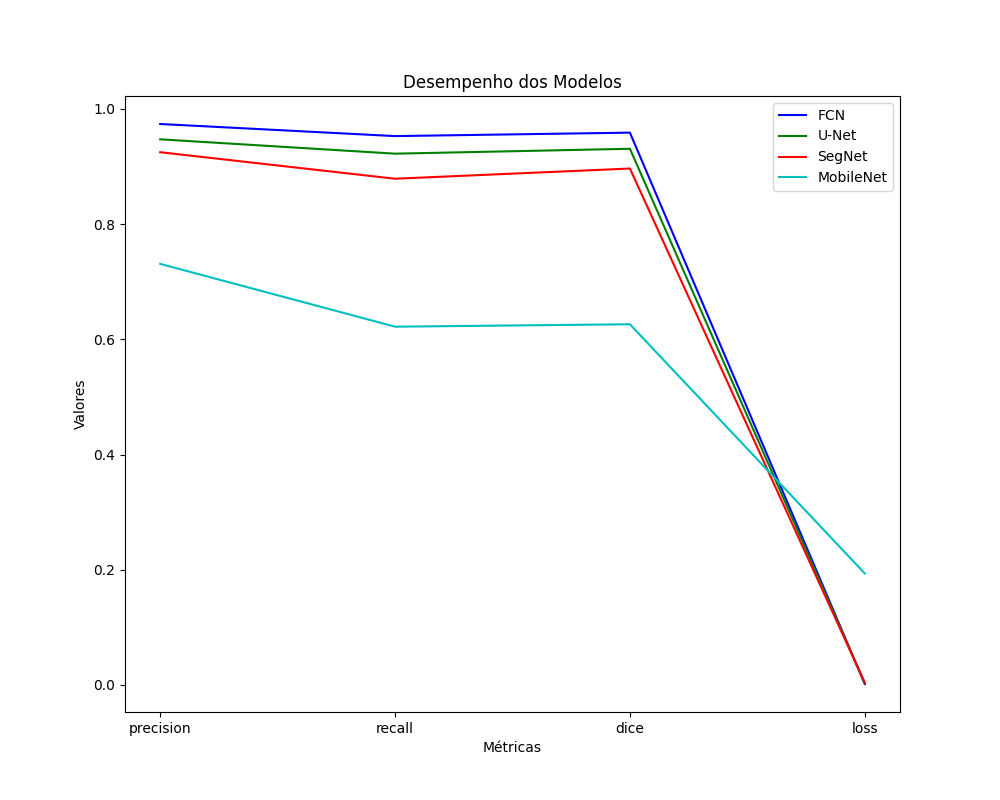 Desempenho dos Modelos
FCN
U-Net
SegNet
MobileNet
1.0
0.8
0.6
0.4
0.2
0.0
Valores
precision recall dice loss
Métricas